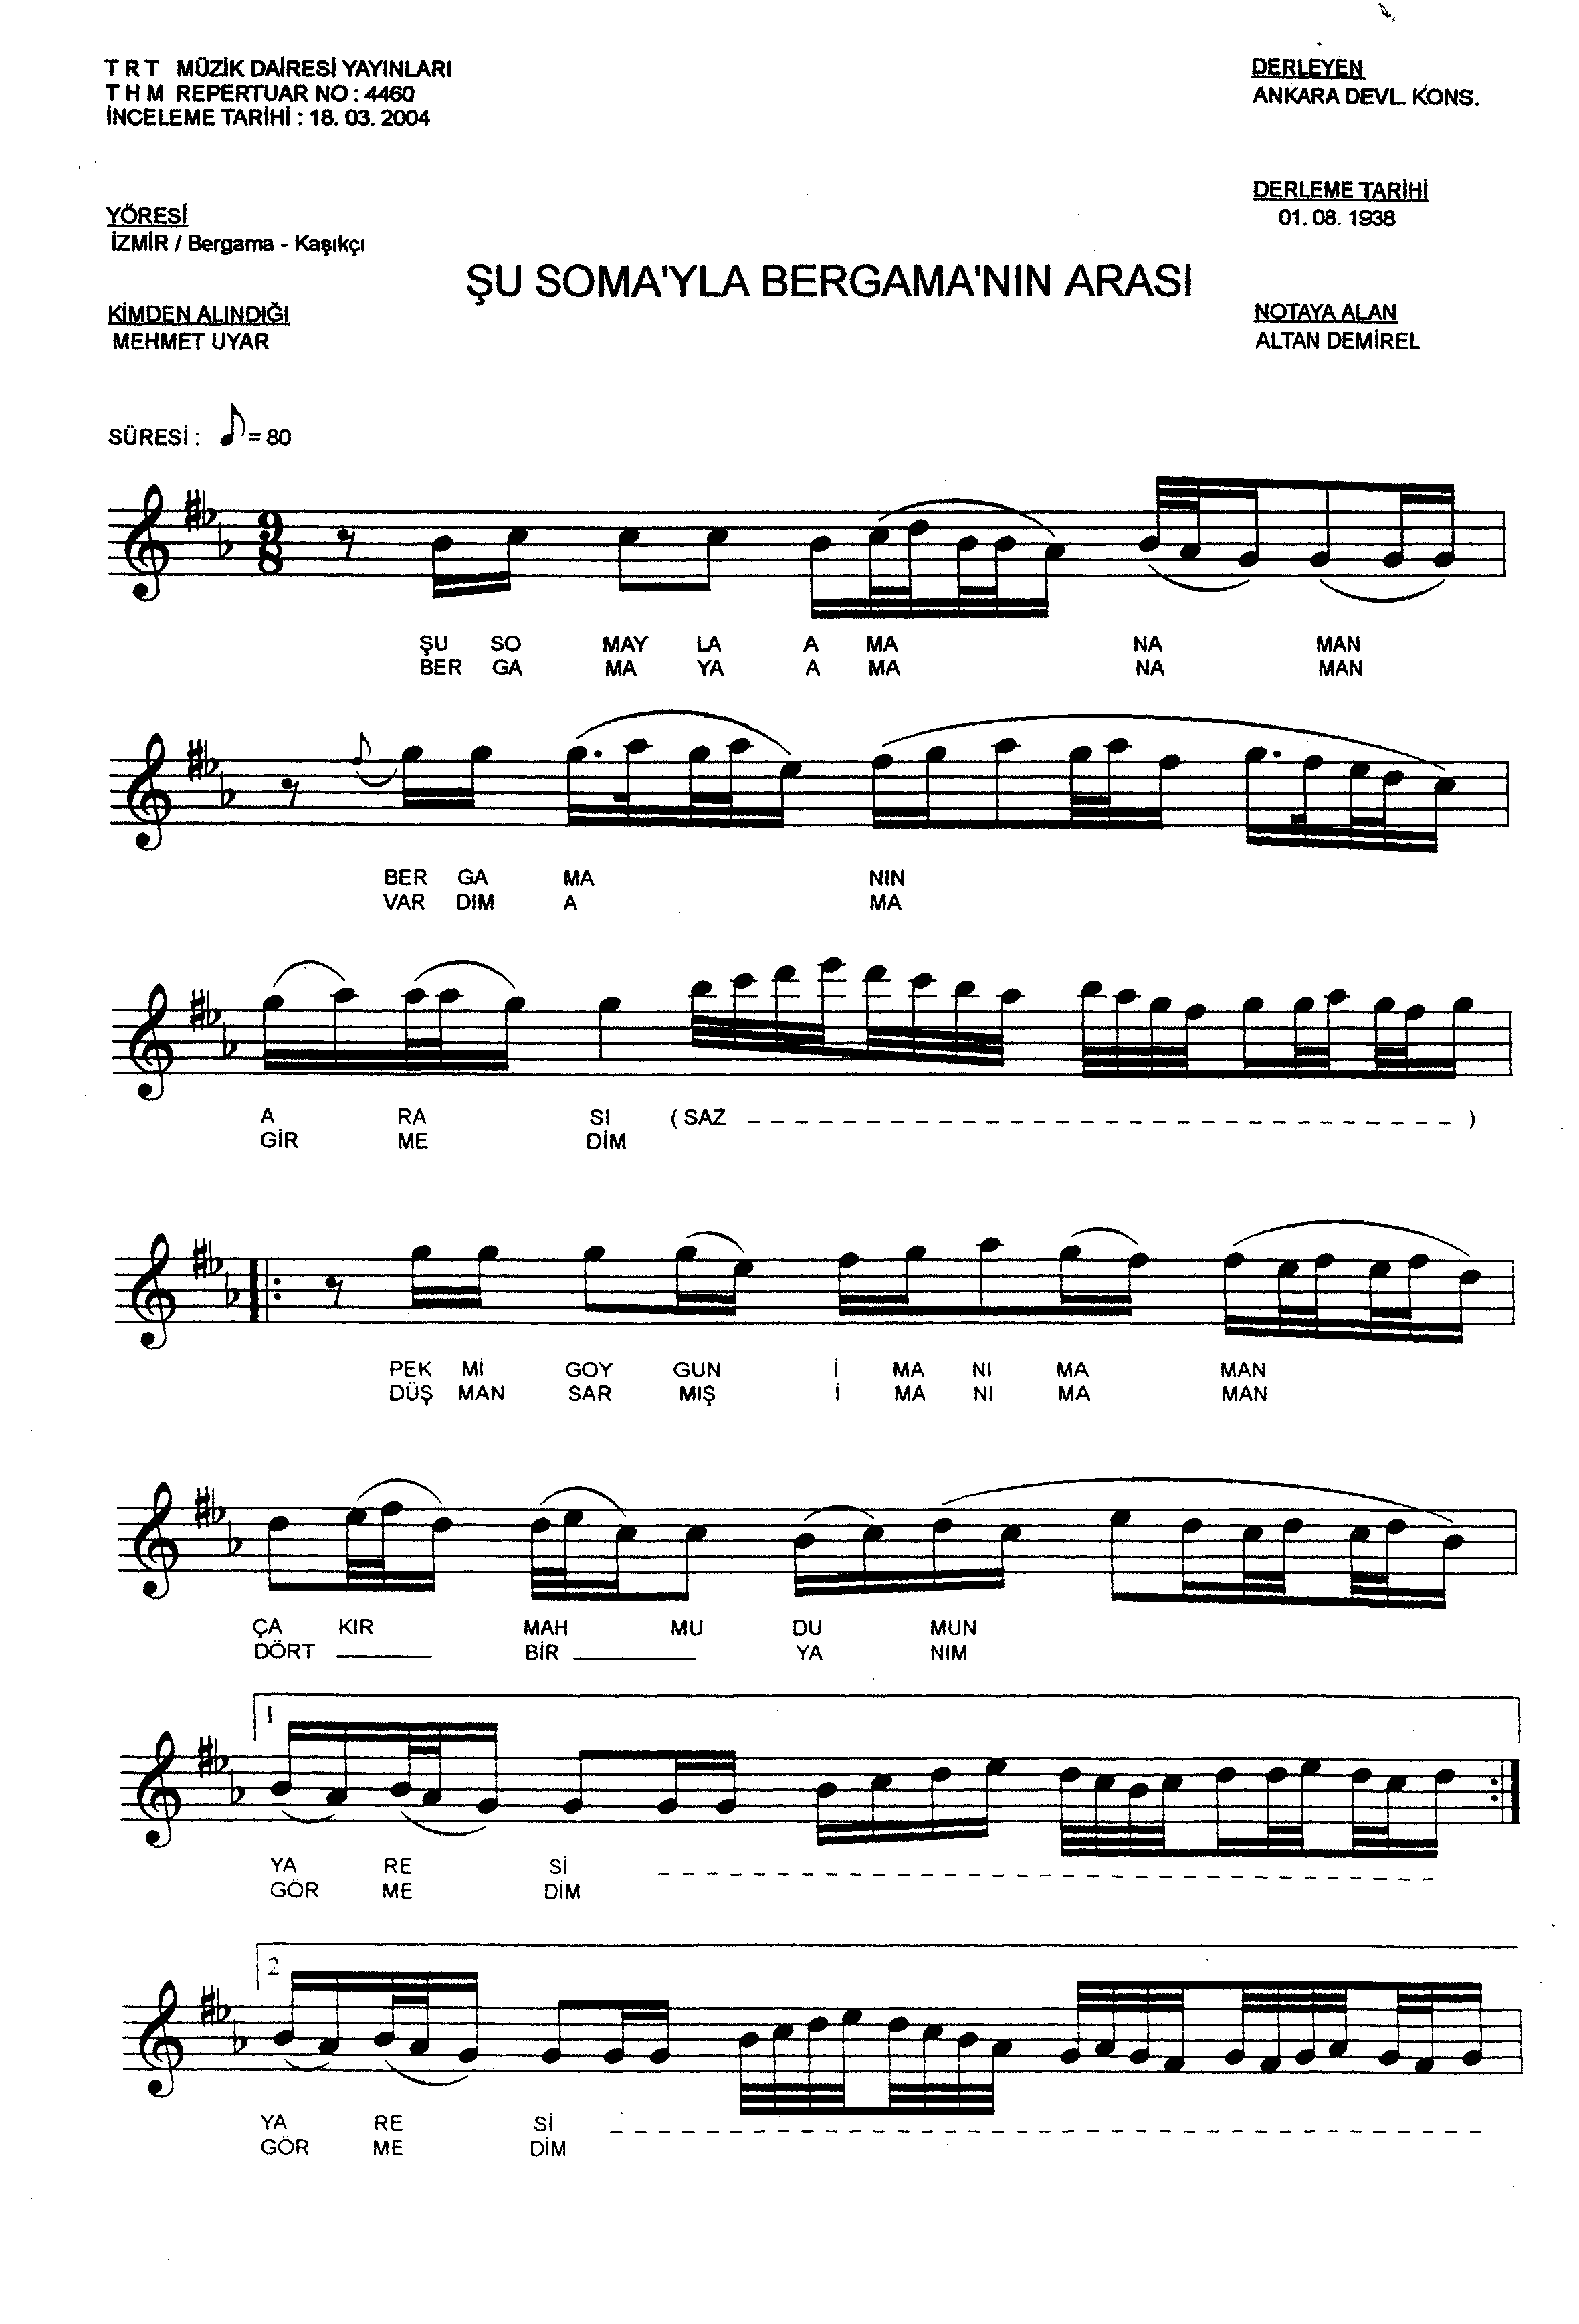 T R T MÜZİK DAİRESİ YAYINLARI
T H M REPERTUAR NO : 4460
İNCELEME TARİHİ : 18. 03. 2004
DERLEYEN
ANKARA DEVL. KONS.
DERLEME TARİHİ
01. 08. 1938
YÖRESİ
İZMİR / Bergama - Kaşıkçı
ŞU SOMA'YLA BERGAMA'NIN ARASI
KİMDEN ALINDIĞI
MEHMET UYAR
NOTAYA ALAN
ALTAN DEMİREL
SÜRESİ : ♪ = 80
9
8
ŞU SO MAY LA A MA NA MAN
BER GA MA YA A MA NA MAN
BER GA MA NIN
VAR DIM A MA
A RA SI ( SAZ _ _ _ _ _ _ _ _ _ _ _ _ _ _ _ _ _ _ _ _ _ _ _ _ _ )
GİR ME DİM
PEK Mİ GOY GUN İ MA NI MA MAN
DÜŞ MAN SAR MIŞ İ MA NI MA MAN
ÇA KIR MAH MU DU MUN
DÖRT ______ BİR ________ YA NIM
1
YA RE Sİ _ _ _ _ _ _ _ _ _ _ _ _ _ _ _ _ _ _ _ _ _ _ _ _ _ _ _
GÖR ME DİM
2
YA RE Sİ _ _ _ _ _ _ _ _ _ _ _ _ _ _ _ _ _ _ _ _ _ _ _ _ _ _ _ _ _
GÖR ME DİM